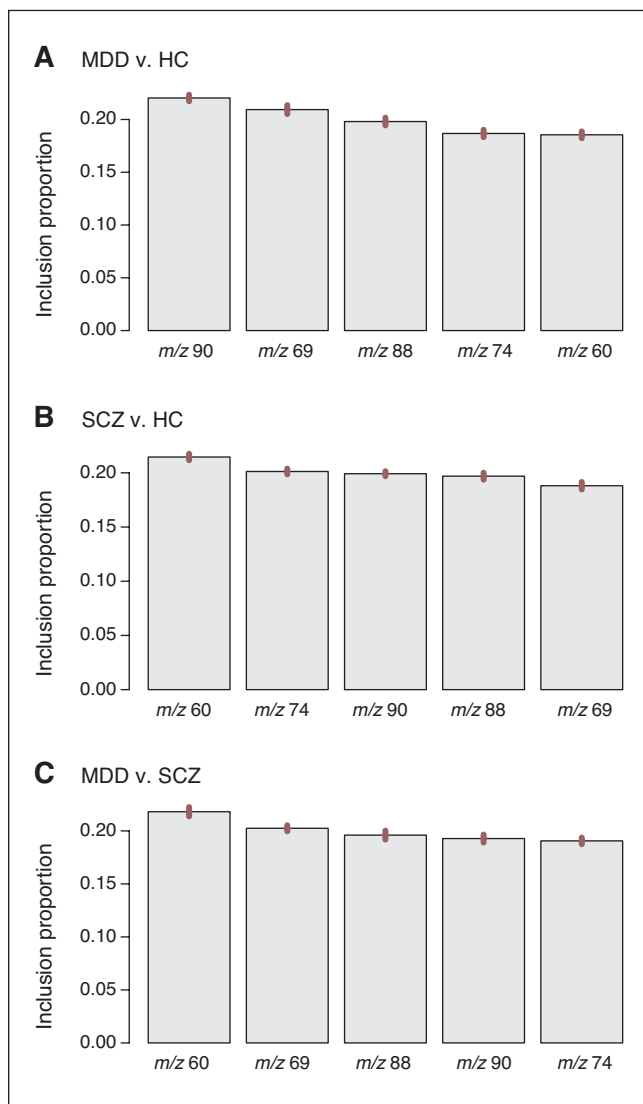 A MDD v. HC
Inclusion proportion
0.20
0.15
0.10
0.05
0.00
m/z 90 m/z 69 m/z 88 m/z 74 m/z 60
B SCZ v. HC
Inclusion proportion
0.20
0.15
0.10
0.05
0.00
m/z 60 m/z 74 m/z 90 m/z 88 m/z 69
C MDD v. SCZ
Inclusion proportion
0.20
0.15
0.10
0.05
0.00
m/z 60 m/z 69 m/z 88 m/z 90 m/z 74